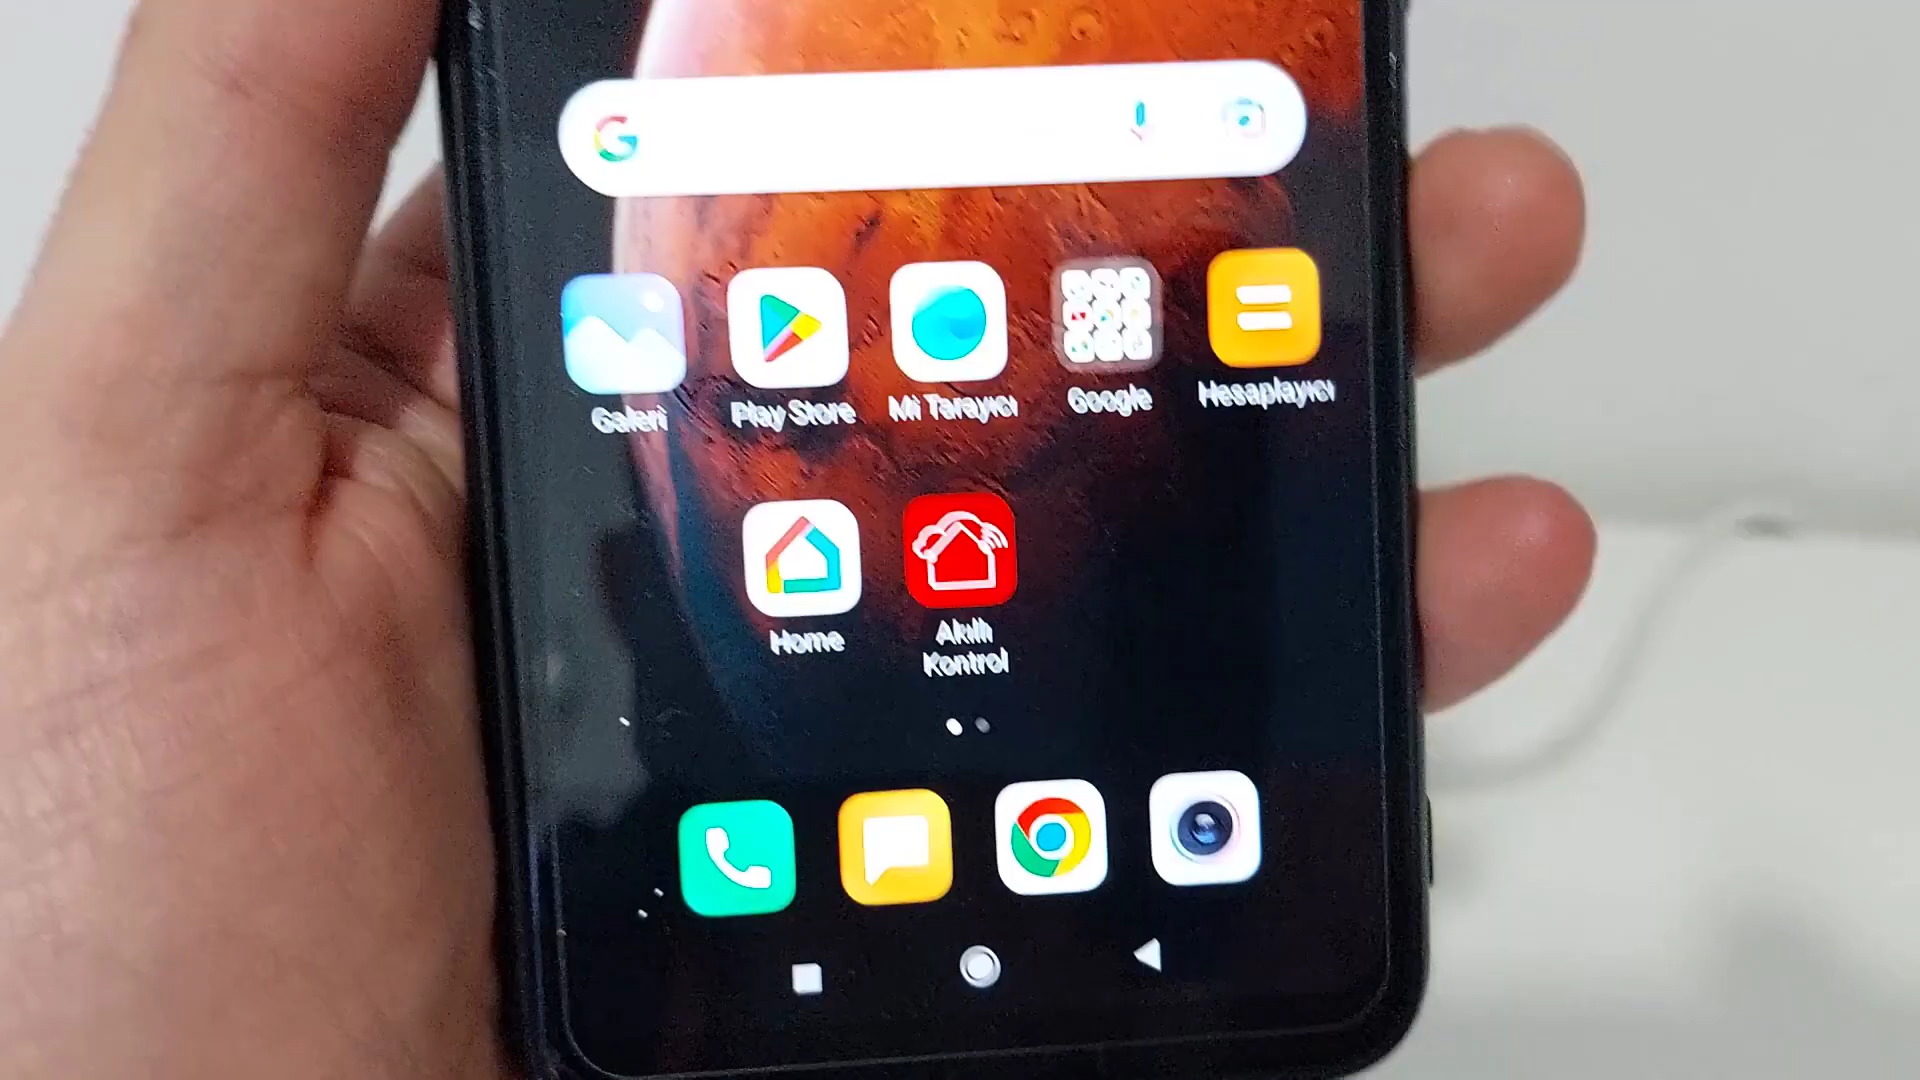 Galeri
Play Store
Mi Tarayıcı
Google
Hesaplayıcı
Home
Akıllı
Kontrol